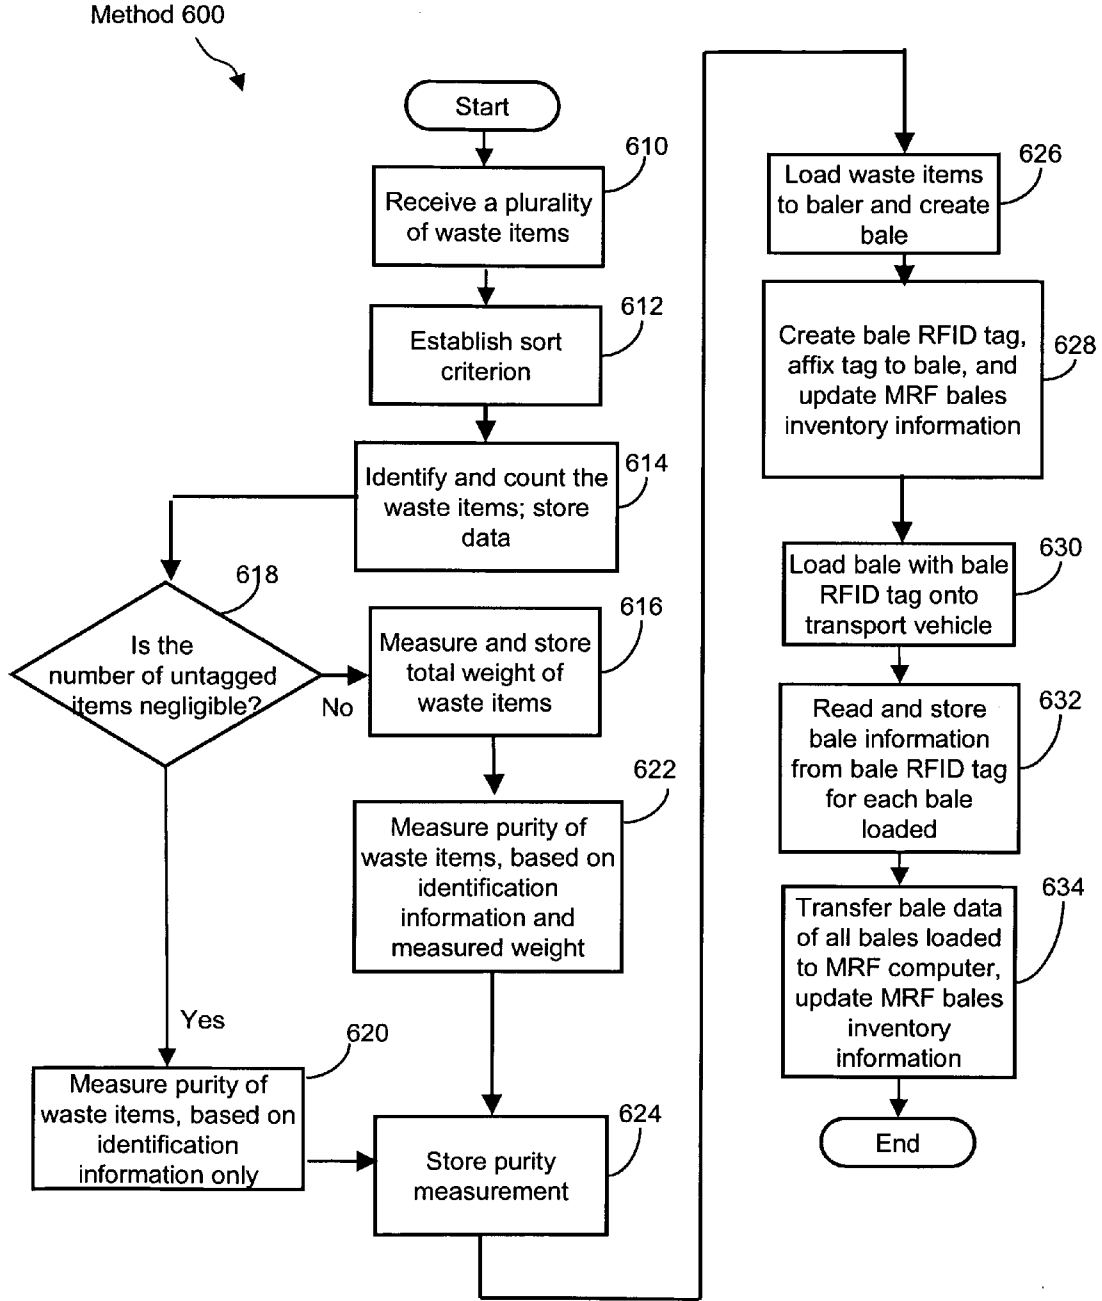 Method 600
Start
610
Receive a plurality
of waste items
612
Establish sort
criterion
614
Identify and count the
waste items; store
data
618
Is the
number of untagged
items negligible?
No
Yes
616
Measure and store
total weight of
waste items
622
Measure purity of
waste items, based on
identification
information and
measured weight
620
Measure purity of
waste items, based on
identification
information only
624
Store purity
measurement
626
Load waste items
to baler and create
bale
628
Create bale RFID tag,
affix tag to bale, and
update MRF bales
inventory information
630
Load bale with bale
RFID tag onto
transport vehicle
632
Read and store
bale information
from bale RFID tag
for each bale
loaded
634
Transfer bale data
of all bales loaded
to MRF computer,
update MRF bales
inventory
information
End